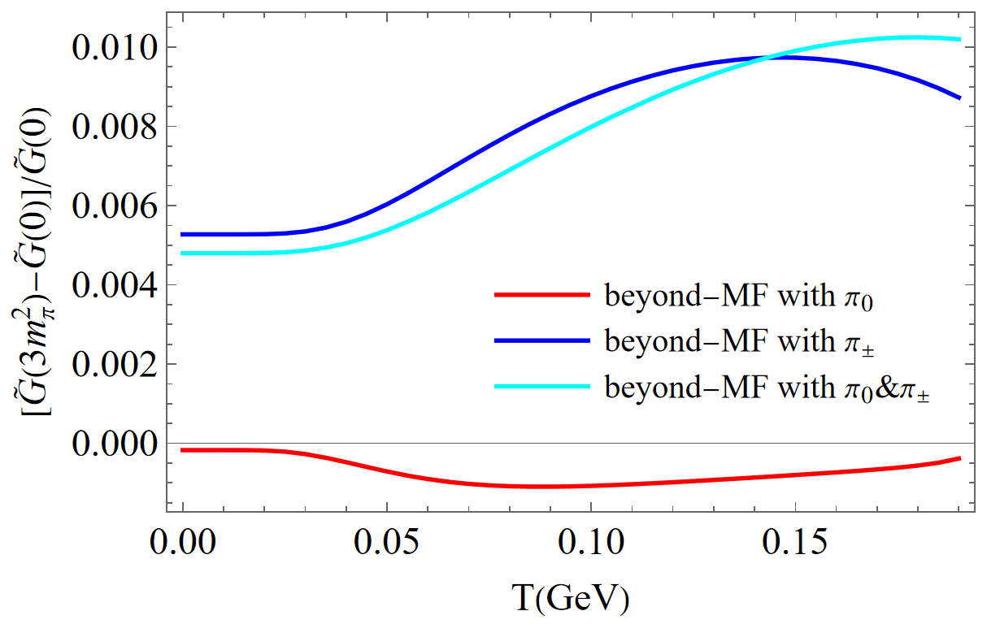 [G̃(3m²π)−G̃(0)]/G̃(0)
0.010
0.008
0.006
0.004
0.002
0.000
beyond−MF with π₀
beyond−MF with π±
beyond−MF with π₀&π±
0.00 0.05 0.10 0.15
T(GeV)